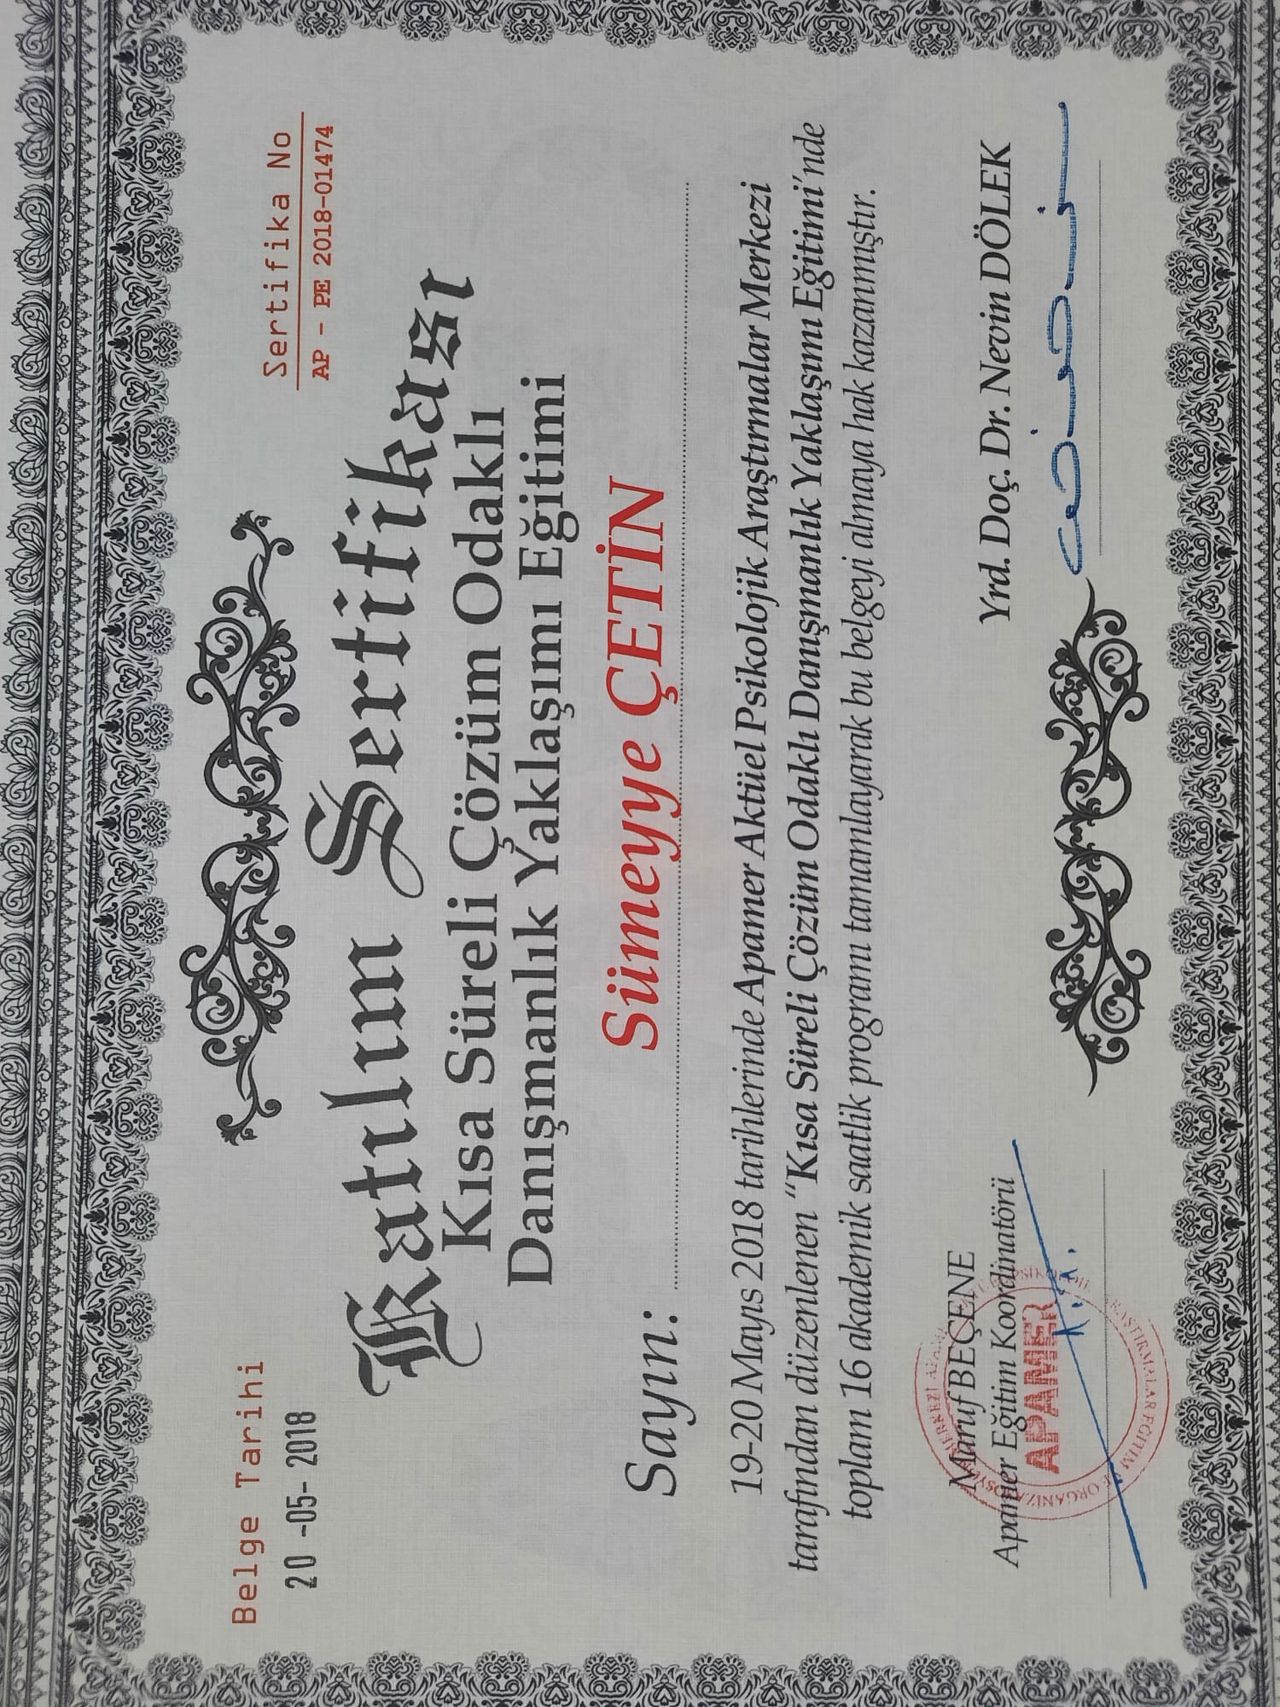 Belge Tarihi
20 -05- 2018
Sertifika No
AP - PE 2018-01474
Katılım Sertifikası
Kısa Süreli Çözüm Odaklı
Danışmanlık Yaklaşımı Eğitimi
Sayın: Sümeyye ÇETİN
19-20 Mayıs 2018 tarihlerinde Apamer Aktüel Psikolojik Araştırmalar Merkezi
tarafından düzenlenen "Kısa Süreli Çözüm Odaklı Danışmanlık Yaklaşımı Eğitimi'nde
toplam 16 akademik saatlik programı tamamlayarak bu belgeyi almaya hak kazanmıştır.
Maruf BEÇENE
Apamer Eğitim Koordinatörü
APAMER
Yrd. Doç. Dr. Nevin DÖLEK